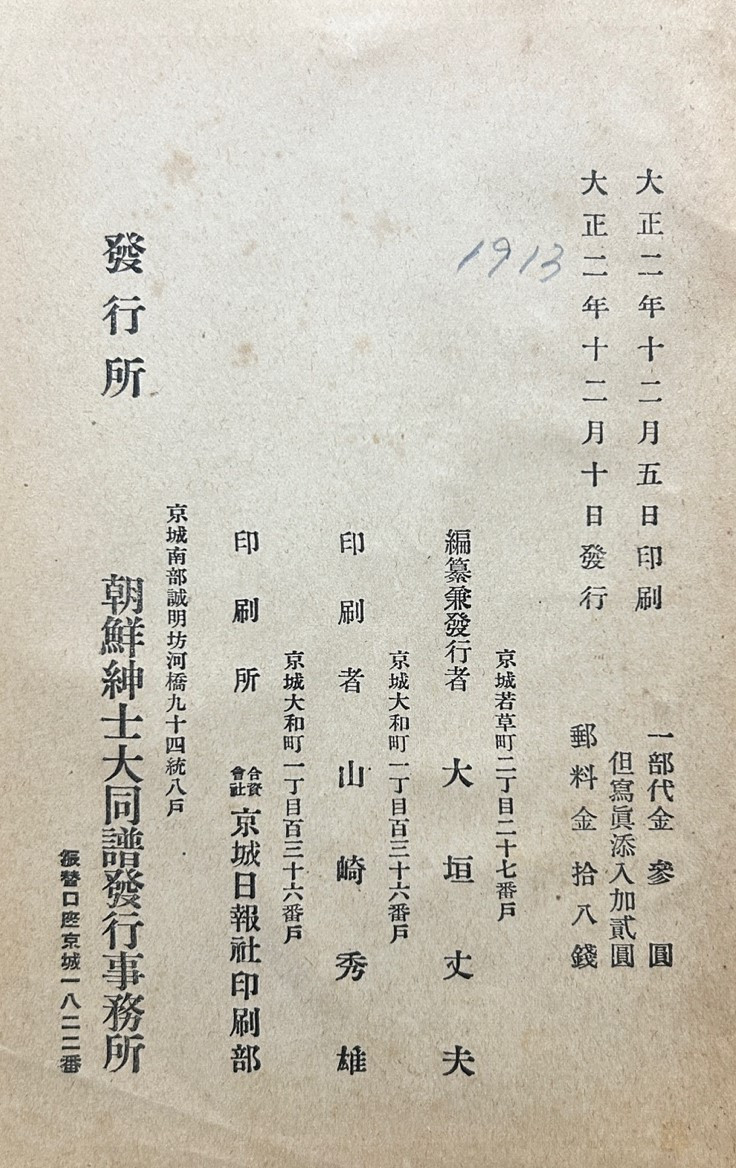 大正二年十二月五日印刷
大正二年十二月十日發行
1913
一部代金參圓
但寫眞添入加貳圓
郵料金拾八錢
京城若草町二丁目二十七番戶
編纂兼發行者 大垣丈夫
京城大和町一丁目百三十六番戶
印刷者 山崎秀雄
京城大和町一丁目百三十六番戶
印刷所 合資會社 京城日報社印刷部
京城南部誠明坊河橋九十四統八戶
發行所 朝鮮紳士大同譜發行事務所
振替口座京城一八二二番